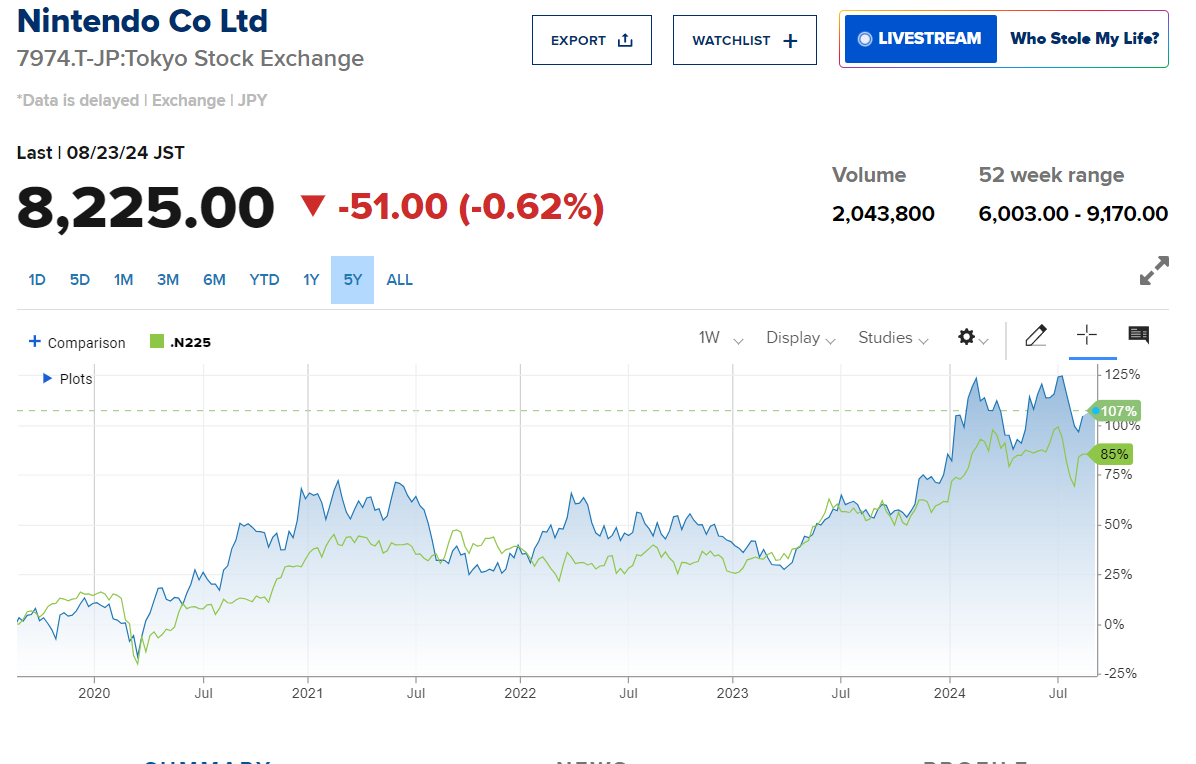 Nintendo Co Ltd
7974.T-JP:Tokyo Stock Exchange
*Data is delayed | Exchange | JPY
EXPORT
WATCHLIST
LIVESTREAM
Who Stole My Life?
Last | 08/23/24 JST
8,225.00
-51.00 (-0.62%)
Volume
2,043,800
52 week range
6,003.00 - 9,170.00
1D 5D 1M 3M 6M YTD 1Y 5Y ALL
+ Comparison
.N225
1W
Display
Studies
Plots
125%
107%
100%
85%
75%
50%
25%
0%
-25%
2020 Jul 2021 Jul 2022 Jul 2023 Jul 2024 Jul
SUMMARY
NEWS
PROFILE